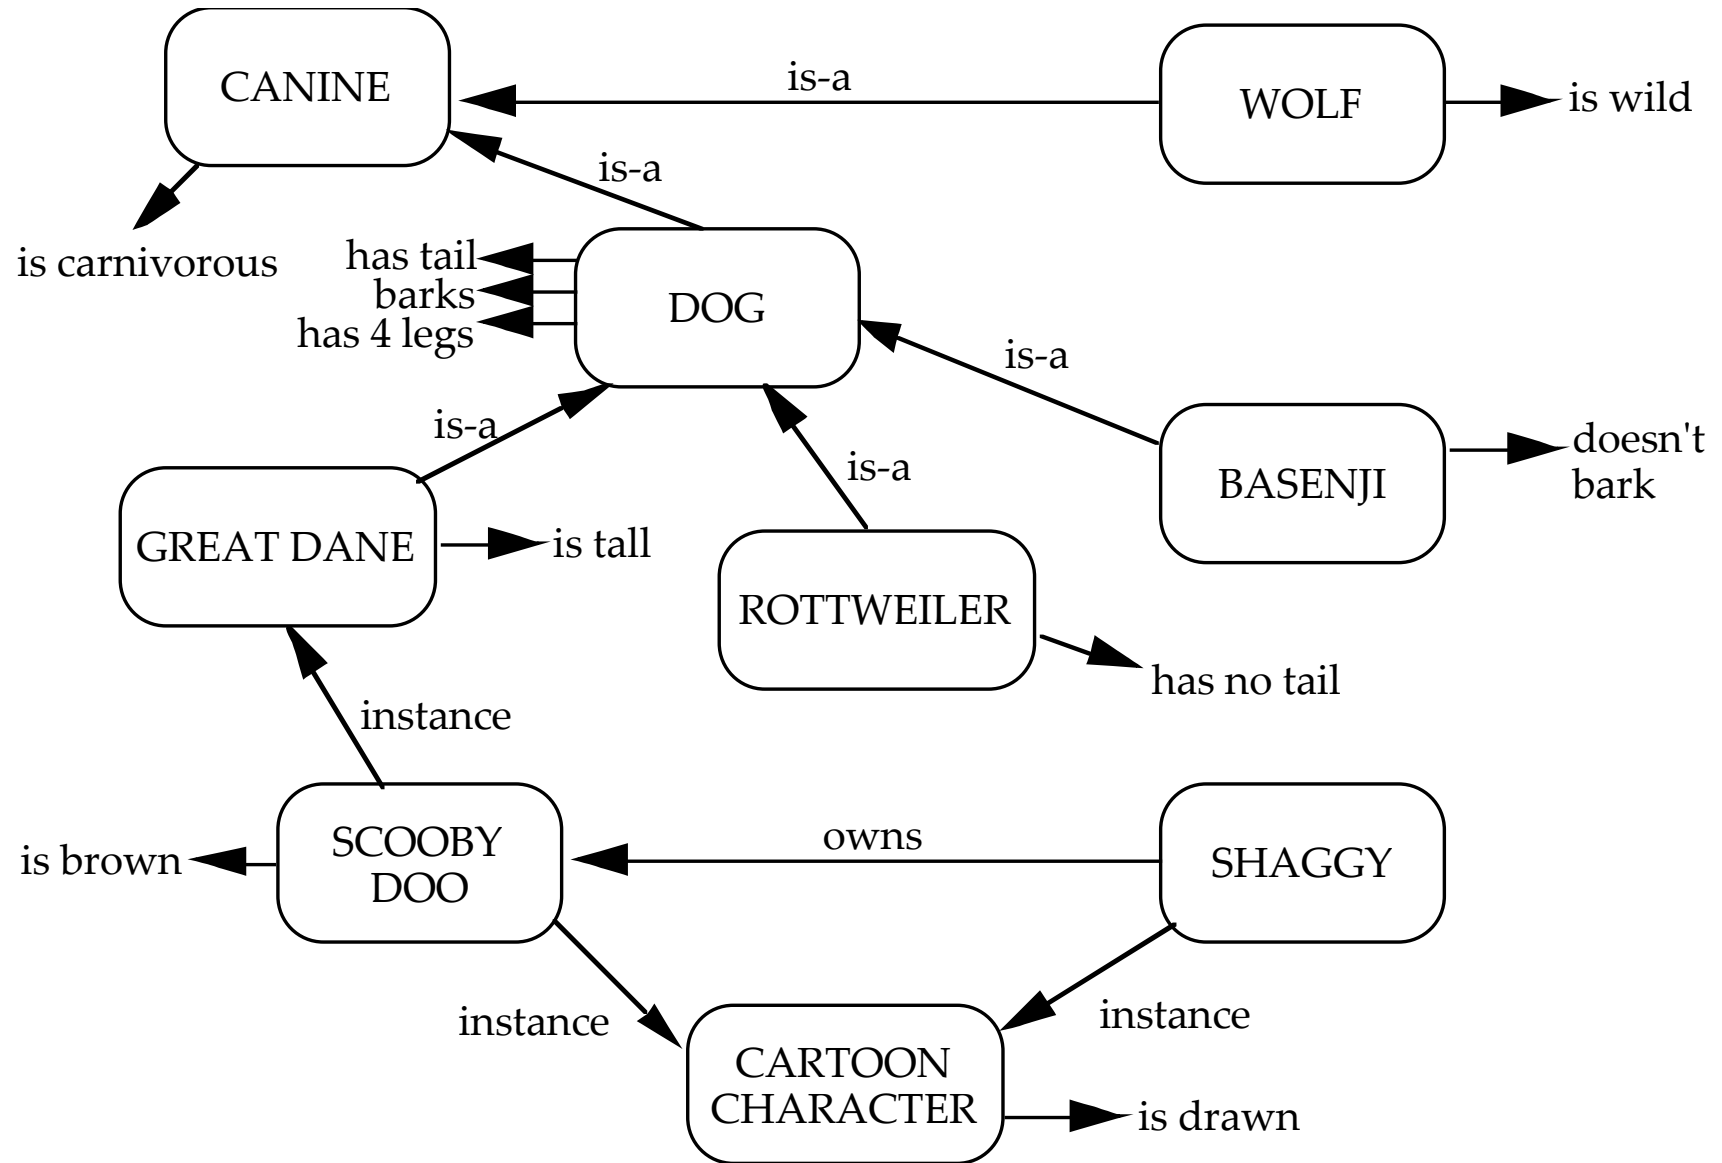 CANINE
is-a
WOLF
is wild
is-a
is carnivorous
has tail
barks
has 4 legs
DOG
is-a
is-a
doesn't
bark
BASENJI
is-a
GREAT DANE
is tall
ROTTWEILER
has no tail
instance
SCOOBY
DOO
is brown
owns
SHAGGY
instance
instance
CARTOON
CHARACTER
is drawn